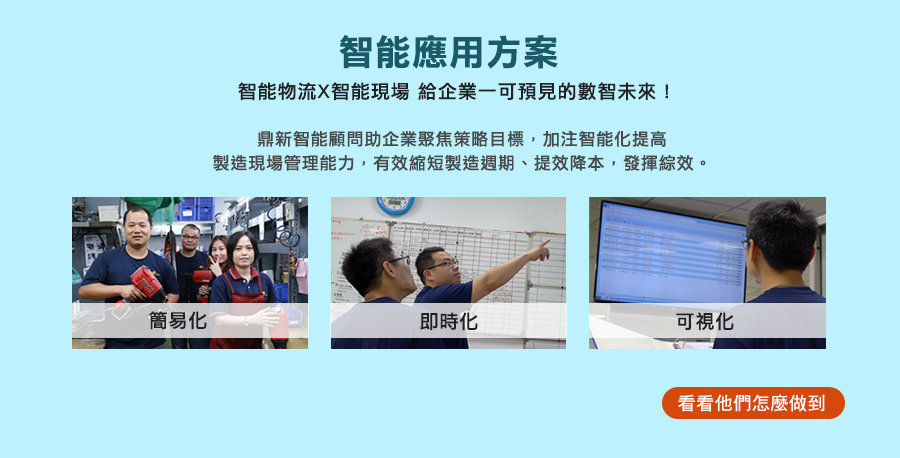 智能應用方案
智能物流X智能現場 給企業一可預見的數智未來！
鼎新智能顧問助企業聚焦策略目標，加注智能化提高
製造現場管理能力，有效縮短製造週期、提效降本，發揮綜效。
簡易化
即時化
可視化
看看他們怎麼做到